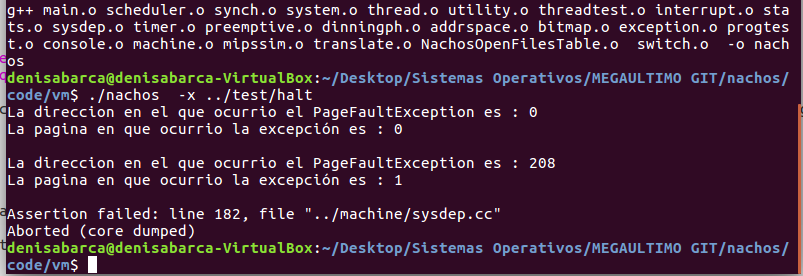 g++ main.o scheduler.o synch.o system.o thread.o utility.o threadtest.o interrupt.o sta
ts.o sysdep.o timer.o preemptive.o dinningph.o addrspace.o bitmap.o exception.o progtes
t.o console.o machine.o mipssim.o translate.o NachosOpenFilesTable.o  switch.o  -o nach
os
denisabarca@denisabarca-VirtualBox:~/Desktop/Sistemas Operativos/MEGAULTIMO GIT/nachos/
code/vm$ ./nachos  -x ../test/halt
La direccion en el que ocurrio el PageFaultException es : 0
La pagina en que ocurrio la excepción es : 0
La direccion en el que ocurrio el PageFaultException es : 208
La pagina en que ocurrio la excepción es : 1
Assertion failed: line 182, file "../machine/sysdep.cc"
Aborted (core dumped)
denisabarca@denisabarca-VirtualBox:~/Desktop/Sistemas Operativos/MEGAULTIMO GIT/nachos/
code/vm$